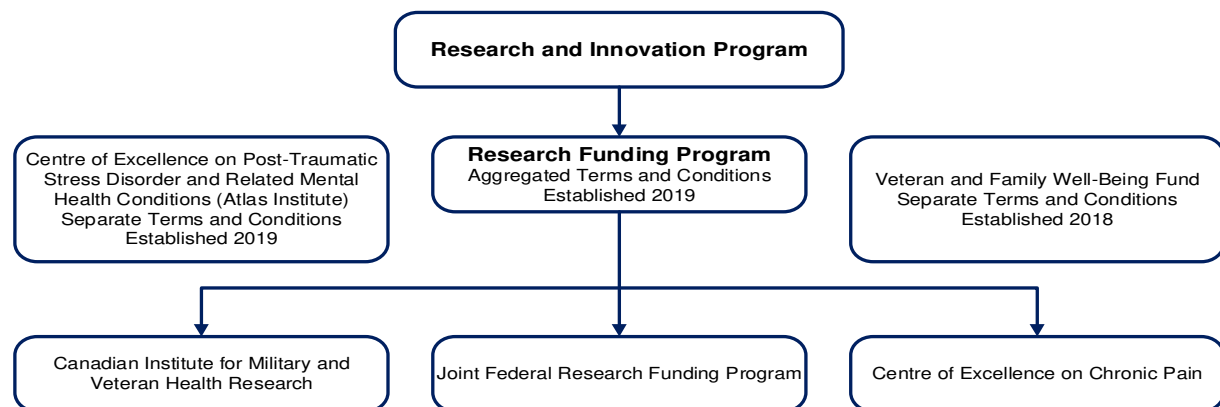 Research and Innovation Program
Centre of Excellence on Post-Traumatic
Stress Disorder and Related Mental
Health Conditions (Atlas Institute)
Separate Terms and Conditions
Established 2019
Research Funding Program
Aggregated Terms and Conditions
Established 2019
Veteran and Family Well-Being Fund
Separate Terms and Conditions
Established 2018
Canadian Institute for Military and
Veteran Health Research
Joint Federal Research Funding Program
Centre of Excellence on Chronic Pain